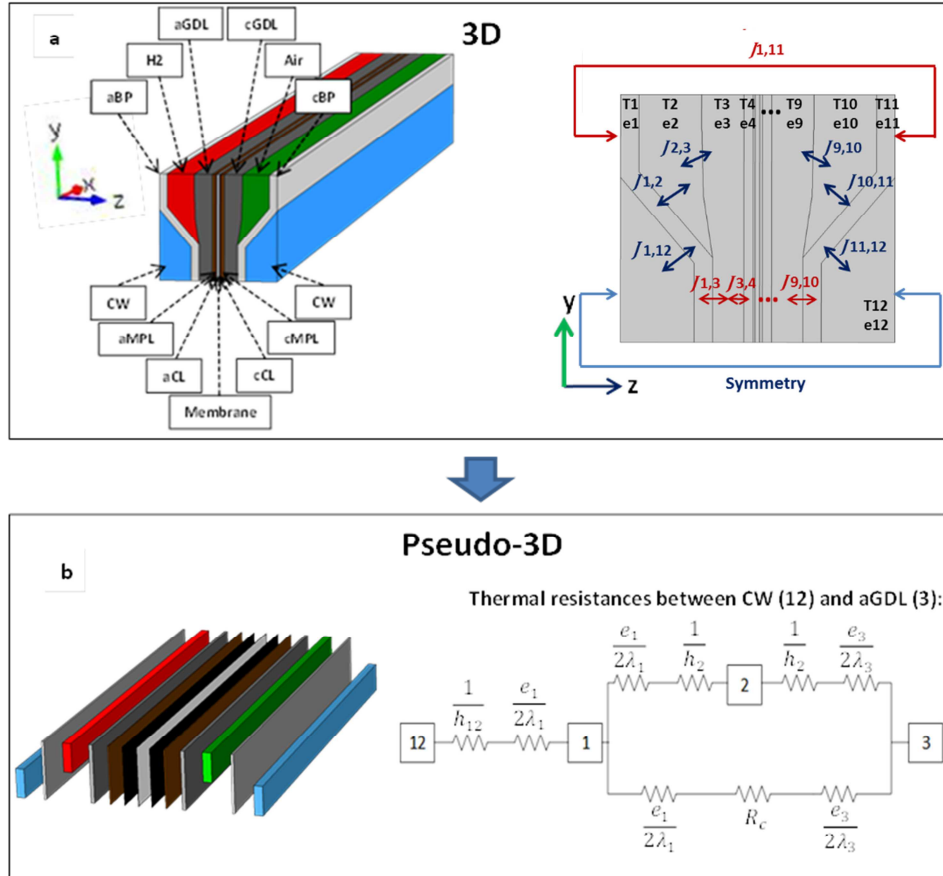 a
3D
aGDL
cGDL
H2
Air
aBP
cBP
y
x
z
CW
CW
aMPL
cMPL
aCL
cCL
Membrane
J1,11
T1 T2 T3 T4 ••• T9 T10 T11
e1 e2 e3 e4 e9 e10 e11
J2,3
J9,10
J1,2
J10,11
J1,12
J11,12
J1,3 J3,4 ••• J9,10
T12
e12
y
z
Symmetry
Pseudo-3D
b
Thermal resistances between CW (12) and aGDL (3):
e1/2λ1 1/h2 1/h2 e3/2λ3
2
1/h12 e1/2λ1
12 1 3
e1/2λ1 Rc e3/2λ3